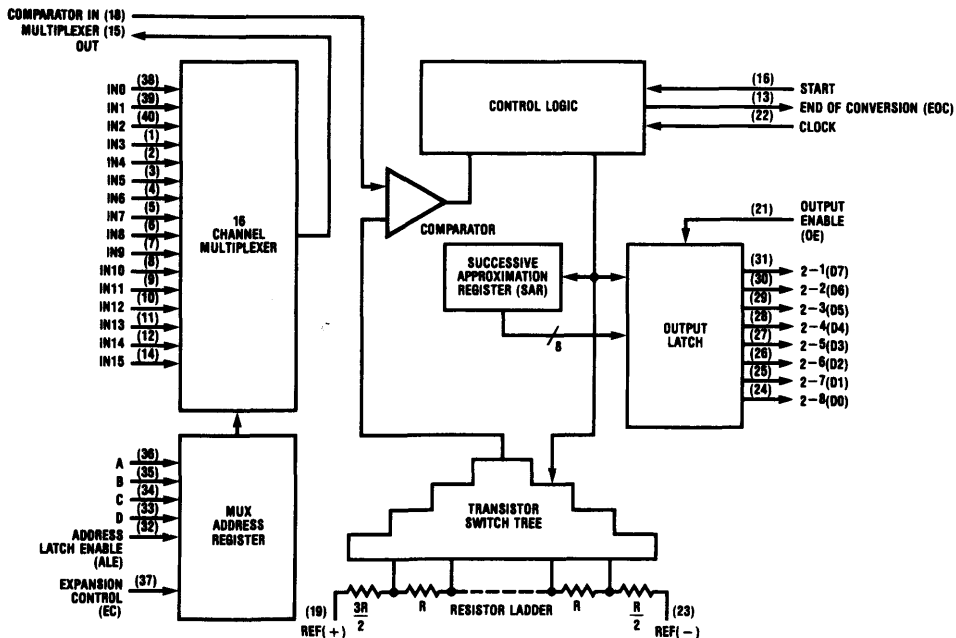 COMPARATOR IN (18)
MULTIPLEXER (15)
OUT
IN0 (38)
IN1 (39)
IN2 (40)
IN3 (1)
IN4 (2)
IN5 (3)
IN6 (4)
IN7 (5)
IN8 (6)
IN9 (7)
IN10 (8)
IN11 (9)
IN12 (10)
IN13 (11)
IN14 (12)
IN15 (14)
16
CHANNEL
MULTIPLEXER
CONTROL LOGIC
(16) START
(13) END OF CONVERSION (EOC)
(22) CLOCK
COMPARATOR
SUCCESSIVE
APPROXIMATION
REGISTER (SAR)
8
(21) OUTPUT
ENABLE
(OE)
OUTPUT
LATCH
(31) 2-1(D7)
(30) 2-2(D6)
(29) 2-3(D5)
(28) 2-4(D4)
(27) 2-5(D3)
(26) 2-6(D2)
(25) 2-7(D1)
(24) 2-8(D0)
A (36)
B (35)
C (34)
D (33)
ADDRESS (32)
LATCH ENABLE
(ALE)
EXPANSION (37)
CONTROL
(EC)
MUX
ADDRESS
REGISTER
TRANSISTOR
SWITCH TREE
(19) 3R/2 R RESISTOR LADDER R R/2 (23)
REF(+) REF(-)